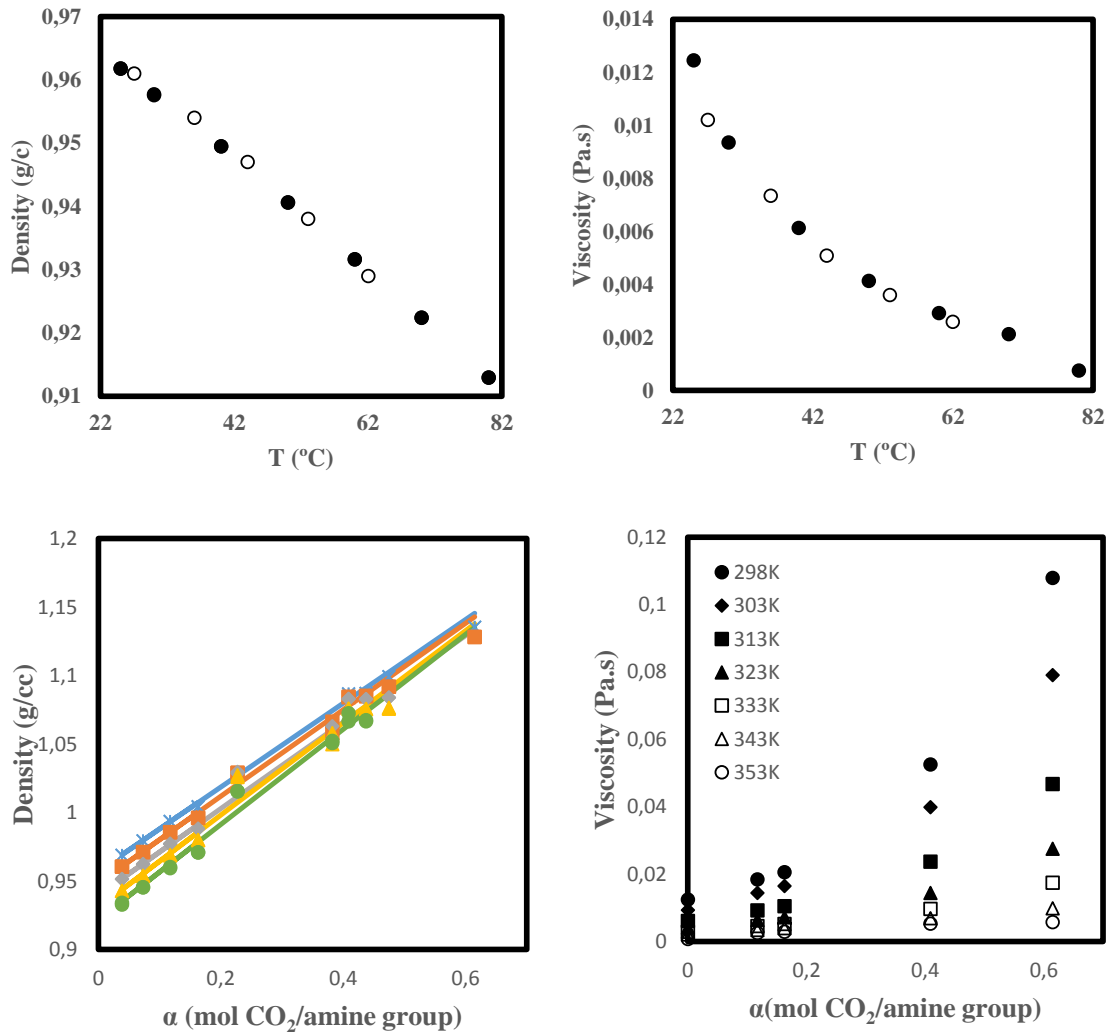 0,97
0,96
0,95
0,94
0,93
0,92
0,91
Density (g/c)
22 42 62 82
T (ºC)
0,014
0,012
0,01
0,008
0,006
0,004
0,002
0
Viscosity (Pa.s)
22 42 62 82
T (ºC)
1,2
1,15
1,1
1,05
1
0,95
0,9
Density (g/cc)
0 0,2 0,4 0,6
α (mol CO₂/amine group)
0,12
0,1
0,08
0,06
0,04
0,02
0
Viscosity (Pa.s)
298K
303K
313K
323K
333K
343K
353K
0 0,2 0,4 0,6
α(mol CO₂/amine group)